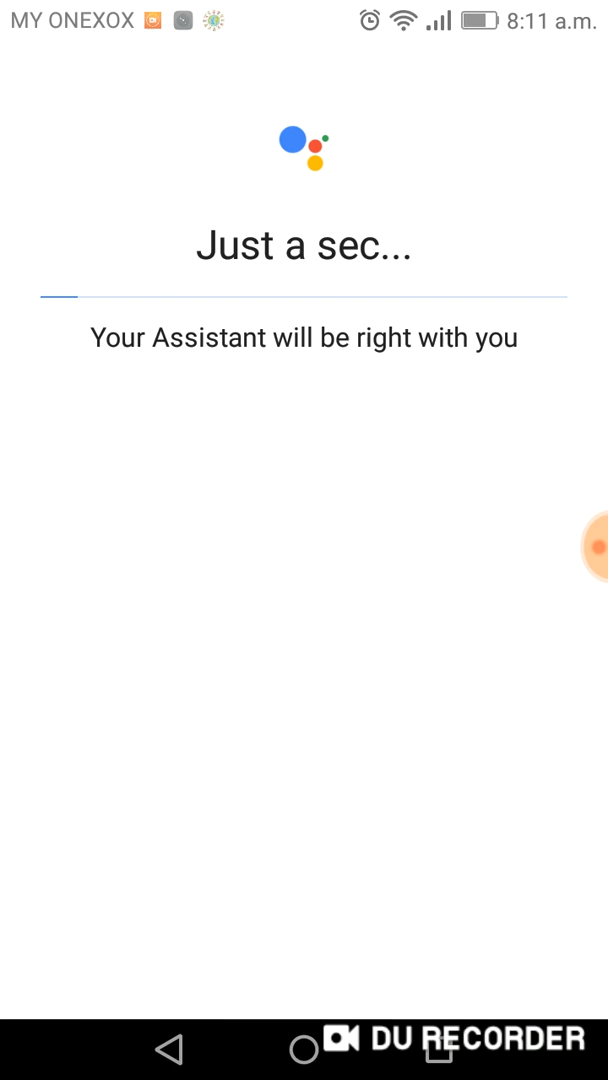 MY ONEXOX 8:11 a.m.
Just a sec...
Your Assistant will be right with you
DU RECORDER